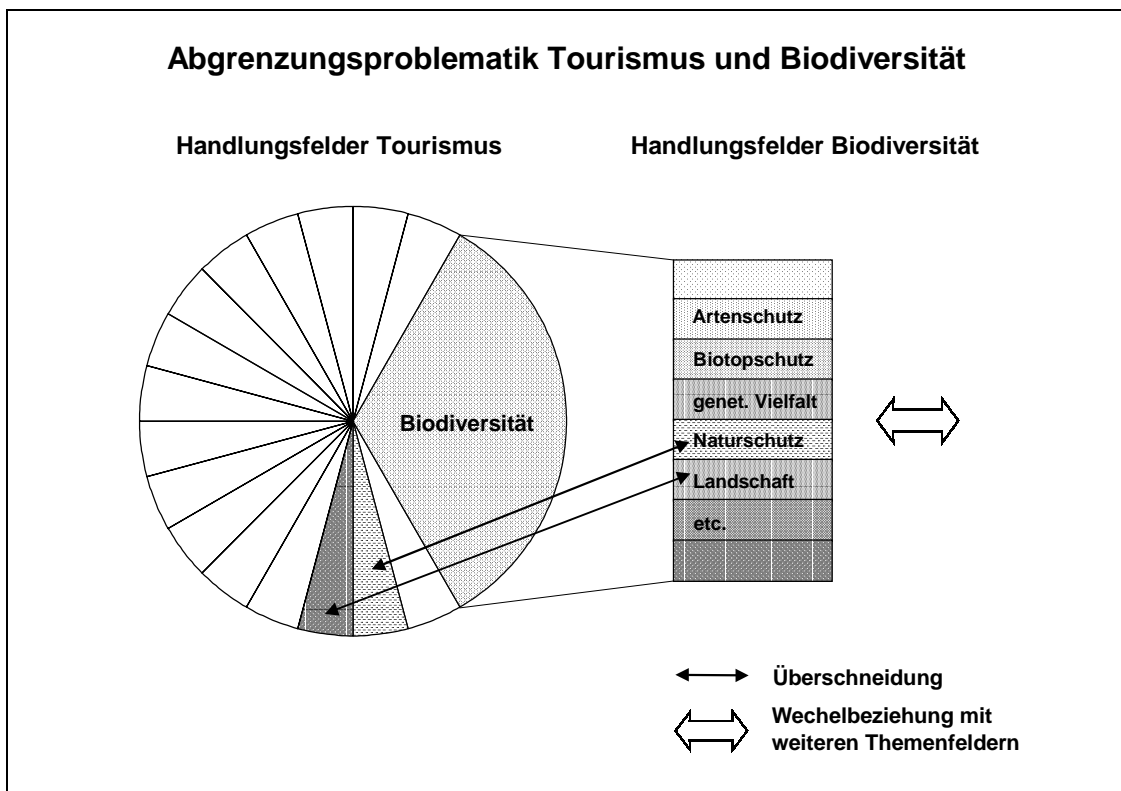 Abgrenzungsproblematik Tourismus und Biodiversität
Handlungsfelder Tourismus
Handlungsfelder Biodiversität
Biodiversität
Artenschutz
Biotopschutz
genet. Vielfalt
Naturschutz
Landschaft
etc.
Überschneidung
Wechelbeziehung mit
weiteren Themenfeldern